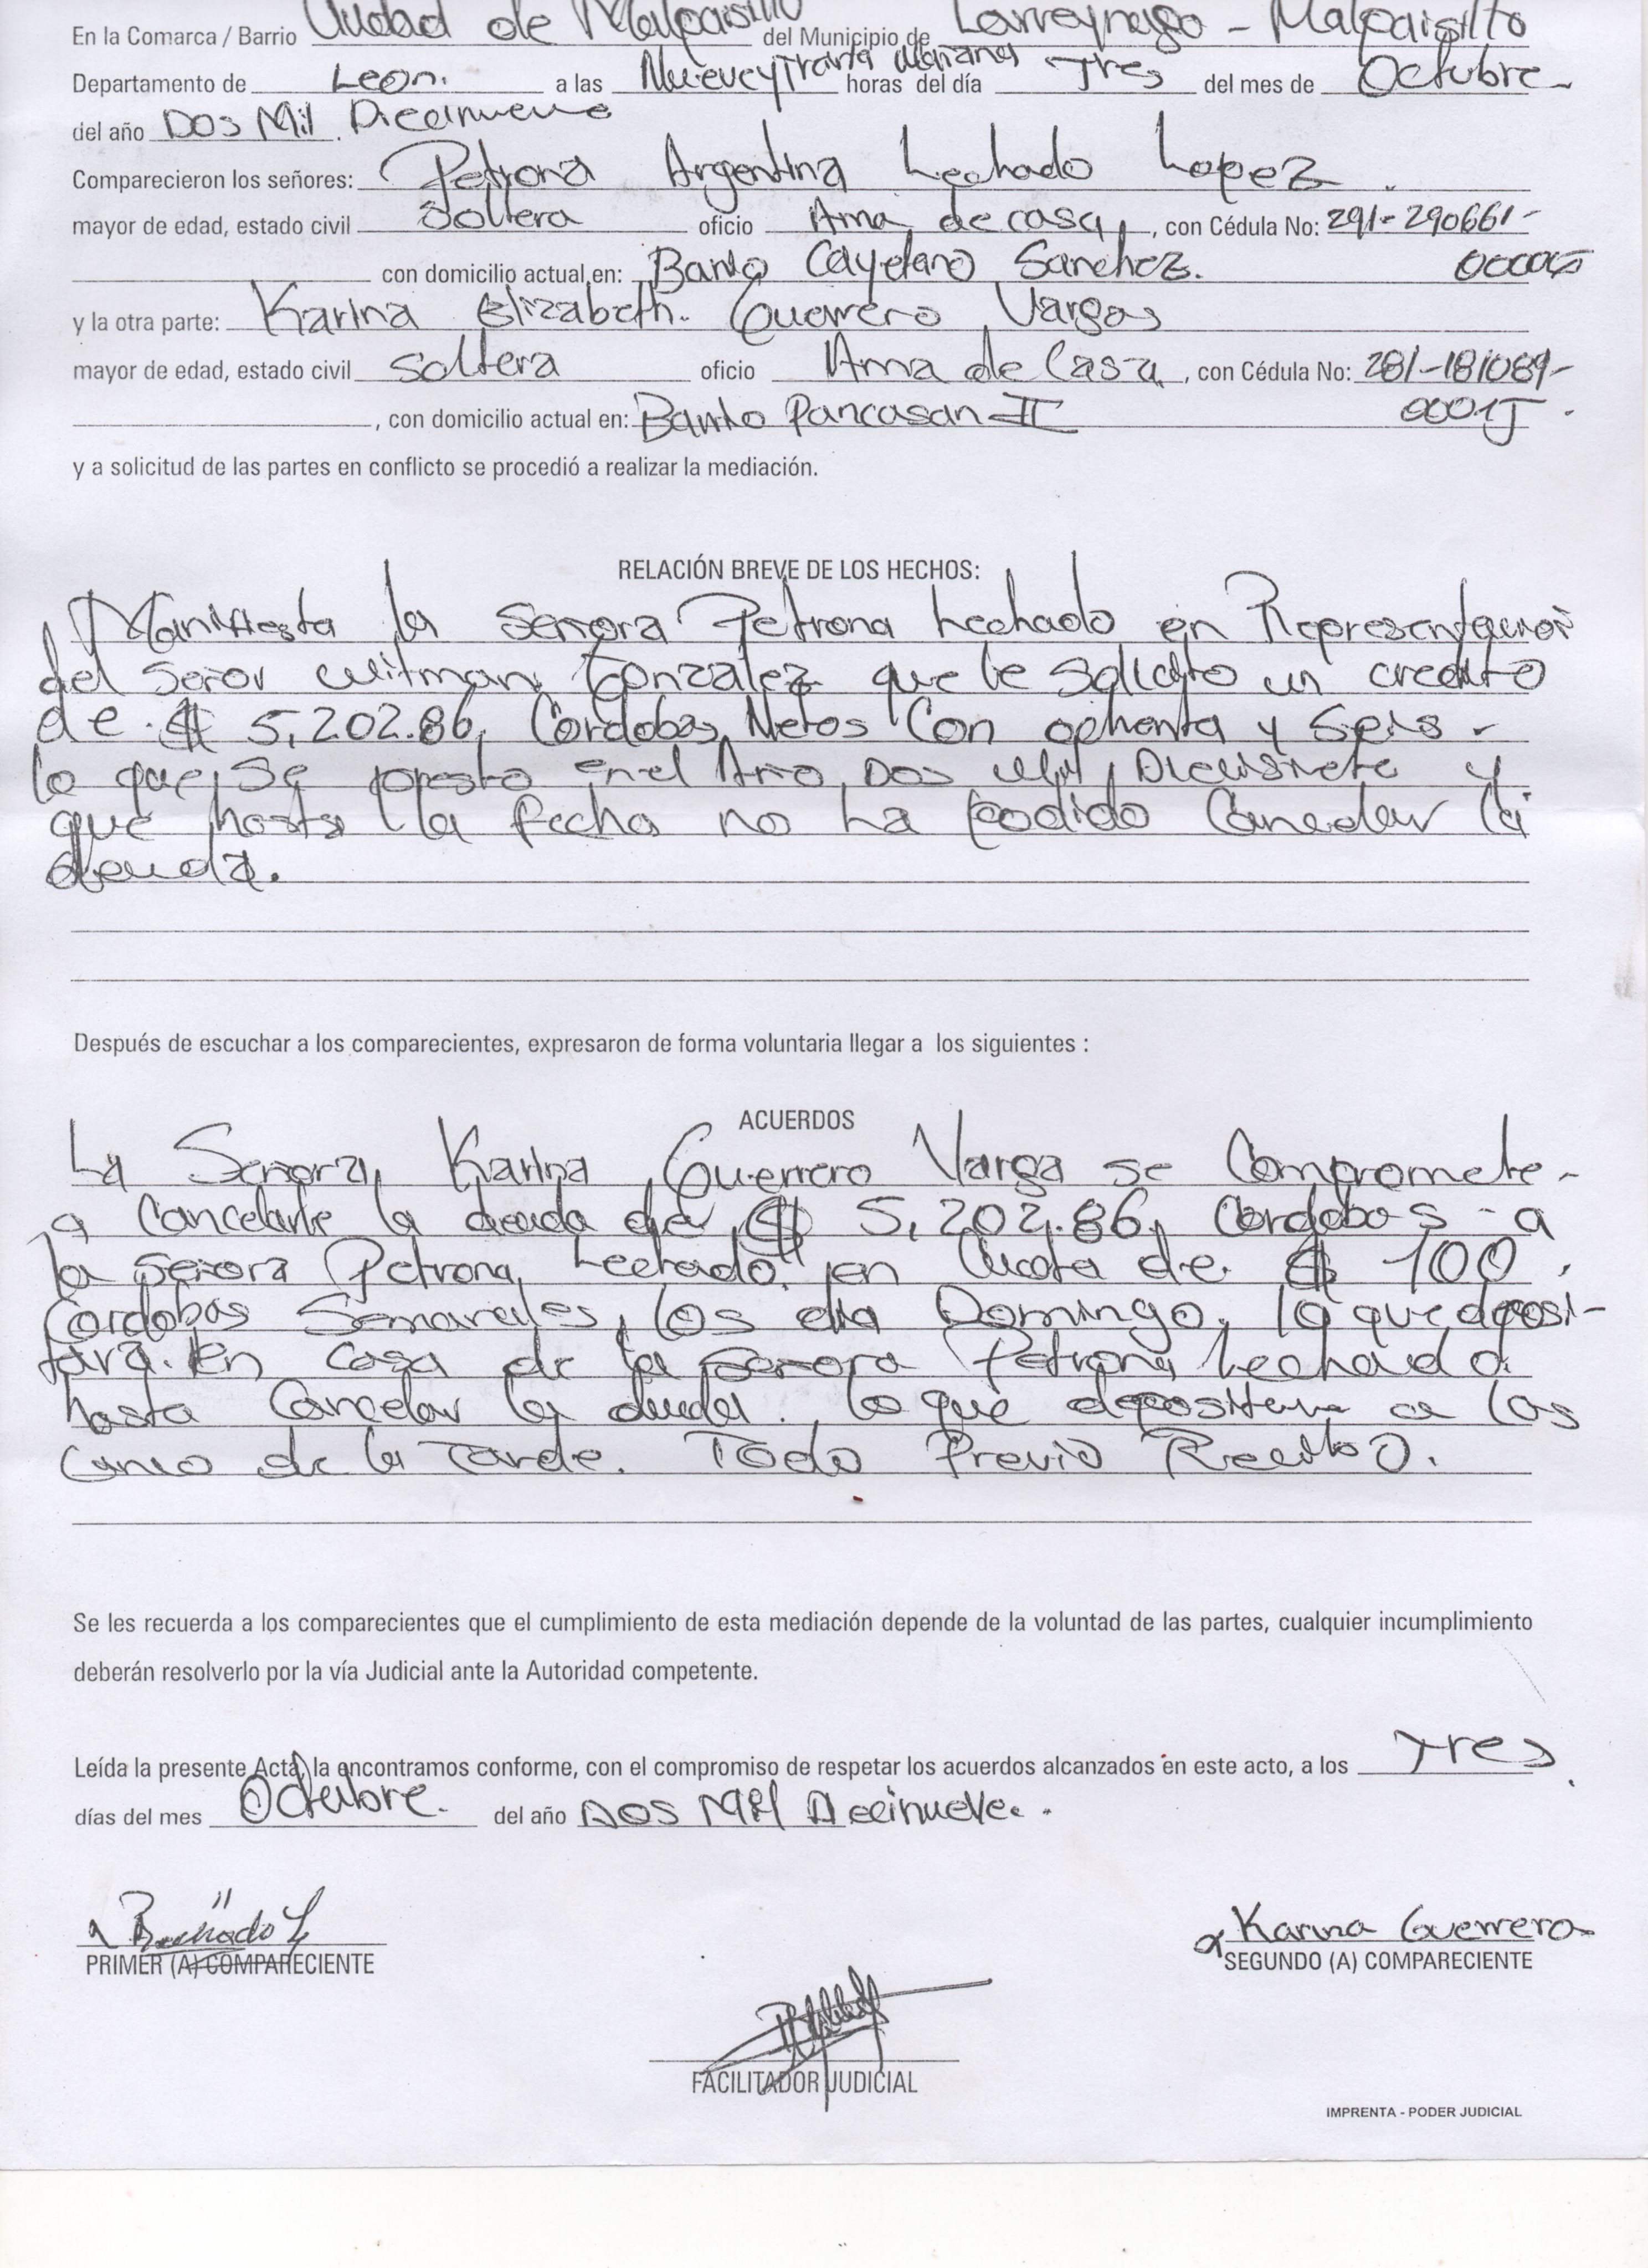 En la Comarca / Barrio Ciudad de Malpaisillo del Municipio de Larreynaga - Malpaisillo
Departamento de Leon. a las Nueve y Trenta Mañana horas del día Tres del mes de Octubre -
del año Dos Mil Diecinueve
Comparecieron los señores: Petrona Argentina Lechado Lopez.
mayor de edad, estado civil Soltera oficio Ama de casa, con Cédula No: 291-290661-
con domicilio actual en: Barrio Cayetano Sanchez.
y la otra parte: Karina Elizabeth. Guerrero Vargas
mayor de edad, estado civil soltera oficio Ama de Casa, con Cédula No: 281-181089-
, con domicilio actual en: Barrio Pancasan II 0001J.
y a solicitud de las partes en conflicto se procedió a realizar la mediación.
RELACIÓN BREVE DE LOS HECHOS:
Manifiesta la Señora Petrona Lechado en Representacion
del Señor Witman Gonzalez que le Solicito un credito
de C$ 5,202.86, Cordobas Netos Con ochenta y Seis -
lo que se presto en el Año Dos Mil Diecisiete y
que hasta la fecha no ha podido Cancelar la
deuda.
Después de escuchar a los comparecientes, expresaron de forma voluntaria llegar a los siguientes :
ACUERDOS
La Señora Karina Guerrero Varga se Compromete -
a Cancelarle la deuda de C$ 5,202.86, Cordobas - a
la Señora Petrona Lechado en Cuota de C$ 100.
Cordobas Semanales, los dia Domingo, lo que deposi-
tara. en casa de la Señora Petrona Lechado
hasta Cancelar la deuda. lo que depositara a las
Cinco de la Tarde. Todo Previo Recibo.
Se les recuerda a los comparecientes que el cumplimiento de esta mediación depende de la voluntad de las partes, cualquier incumplimiento
deberán resolverlo por la vía Judicial ante la Autoridad competente.
Leída la presente Acta, la encontramos conforme, con el compromiso de respetar los acuerdos alcanzados en este acto, a los Tres.
días del mes Octubre. del año Dos Mil Diecinueve.
Lechado L
Karina Guerrero
PRIMER (A) COMPARECIENTE
SEGUNDO (A) COMPARECIENTE
FACILITADOR JUDICIAL
IMPRENTA - PODER JUDICIAL